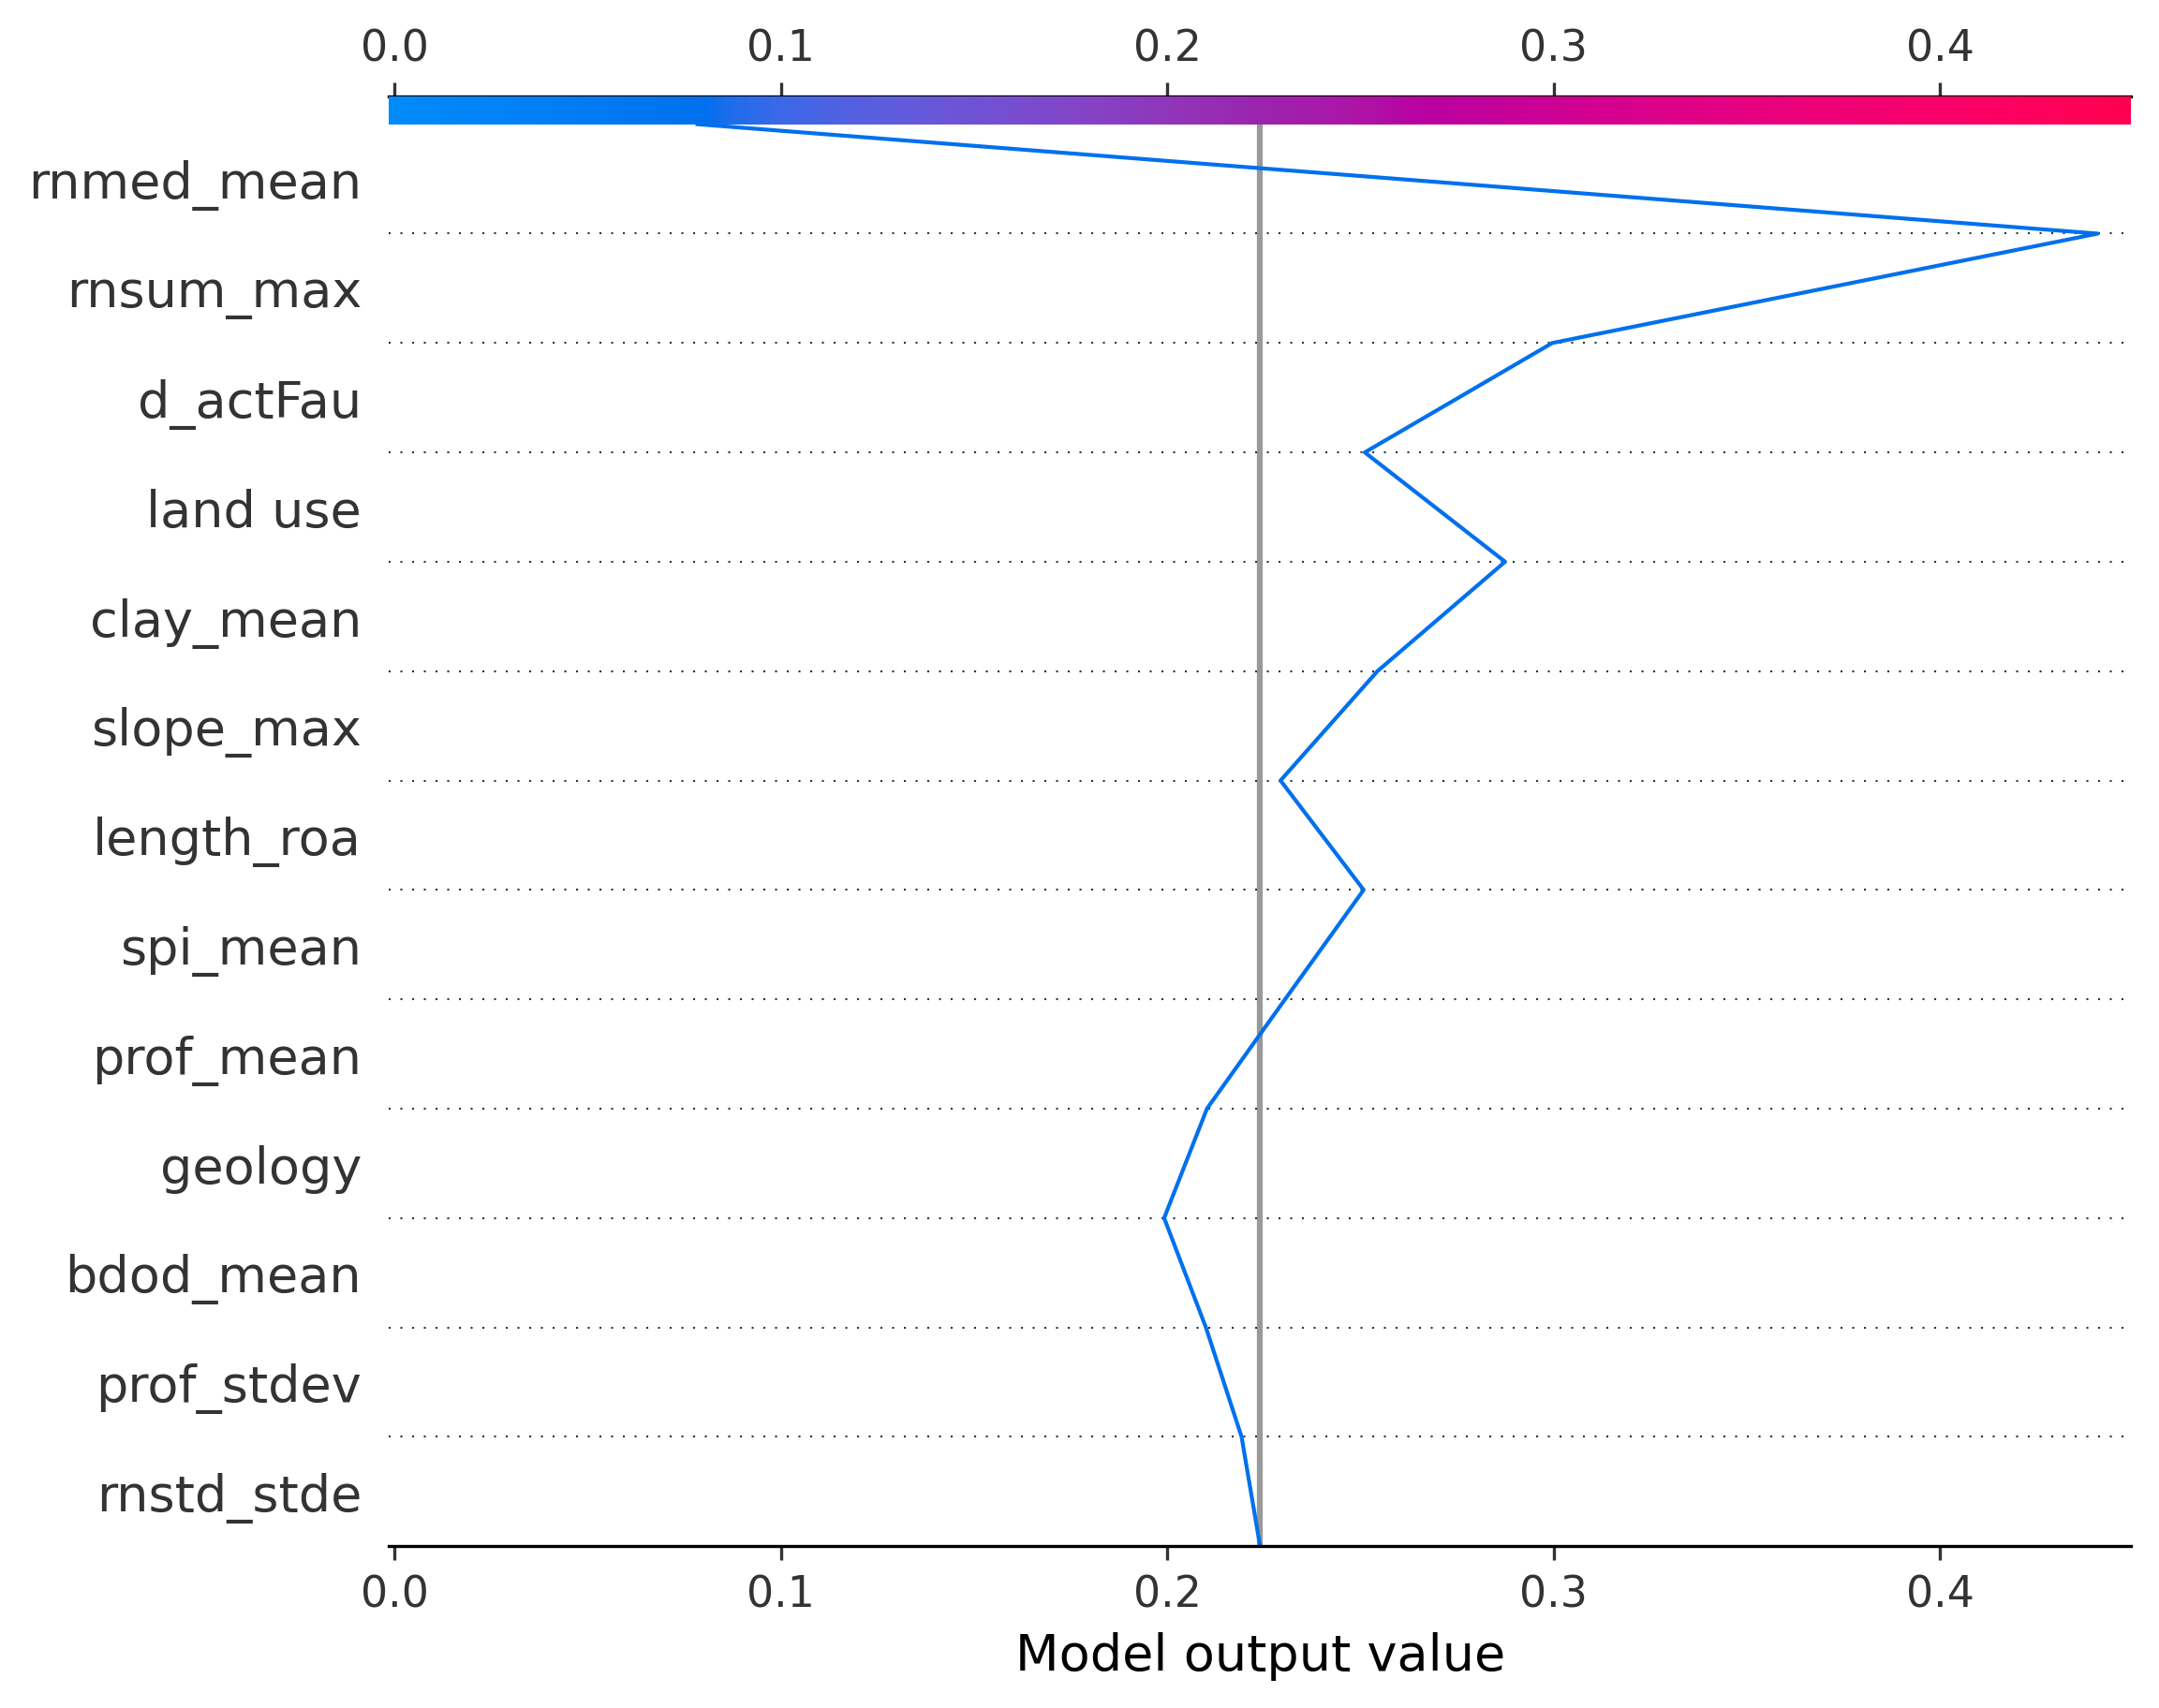 0.0 0.1 0.2 0.3 0.4
rnmed_mean
rnsum_max
d_actFau
land use
clay_mean
slope_max
length_roa
spi_mean
prof_mean
geology
bdod_mean
prof_stdev
rnstd_stde
0.0 0.1 0.2 0.3 0.4
Model output value